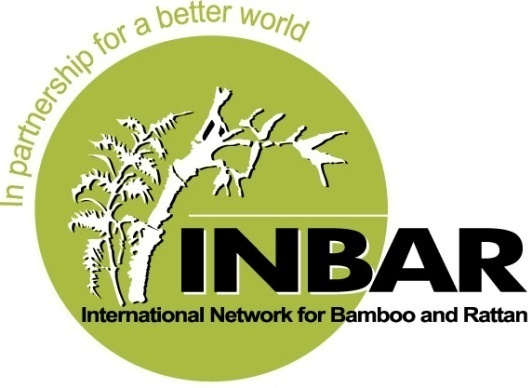 In partnership for a better world
INBAR
International Network for Bamboo and Rattan